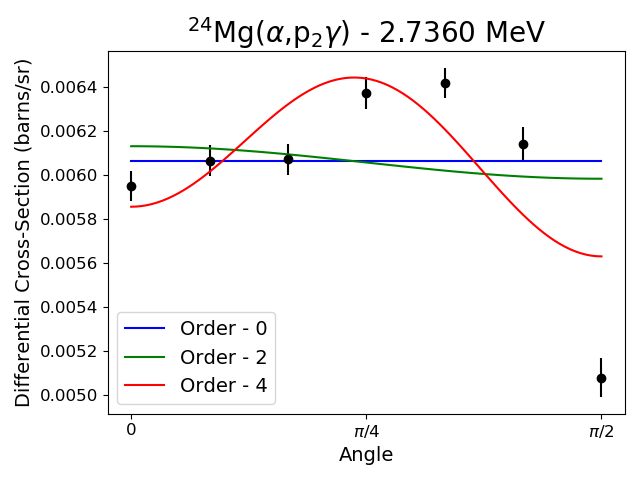 ²⁴Mg(α,p₂γ) - 2.7360 MeV
Differential Cross-Section (barns/sr)
0.0064
0.0062
0.0060
0.0058
0.0056
0.0054
0.0052
0.0050
Order - 0
Order - 2
Order - 4
0
π/4
π/2
Angle